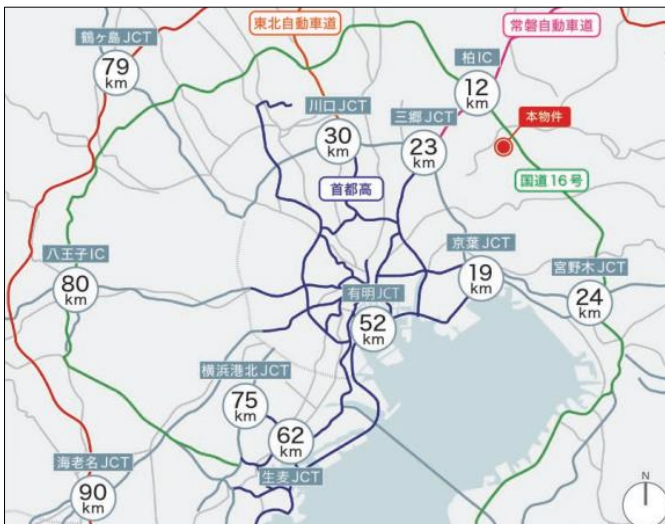 鶴ヶ島JCT
79
km
東北自動車道
常磐自動車道
柏IC
12
km
川口JCT
30
km
三郷JCT
23
km
本物件
首都高
国道16号
八王子IC
80
km
京葉JCT
19
km
宮野木JCT
24
km
有明JCT
52
km
横浜港北JCT
75
km
62
km
生麦JCT
海老名JCT
90
km
N